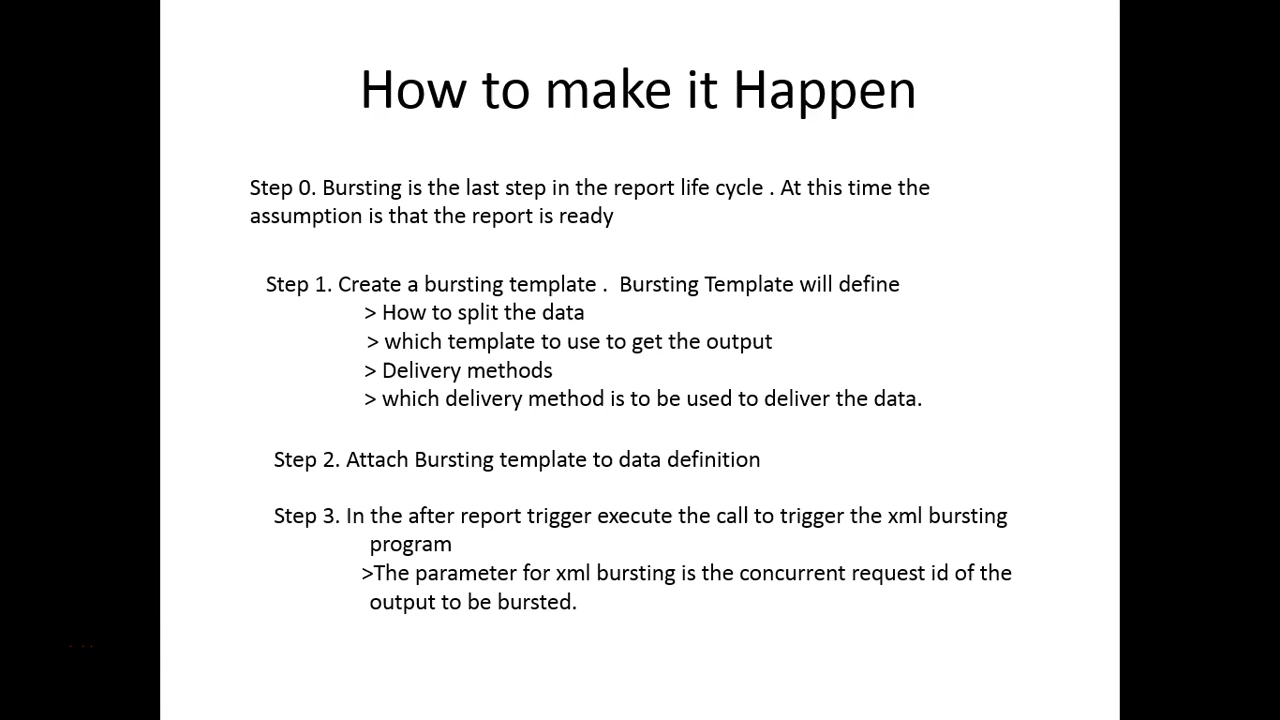 How to make it Happen
Step 0. Bursting is the last step in the report life cycle . At this time the
assumption is that the report is ready
Step 1. Create a bursting template .  Bursting Template will define
> How to split the data
> which template to use to get the output
> Delivery methods
> which delivery method is to be used to deliver the data.
Step 2. Attach Bursting template to data definition
Step 3. In the after report trigger execute the call to trigger the xml bursting
program
>The parameter for xml bursting is the concurrent request id of the
output to be bursted.